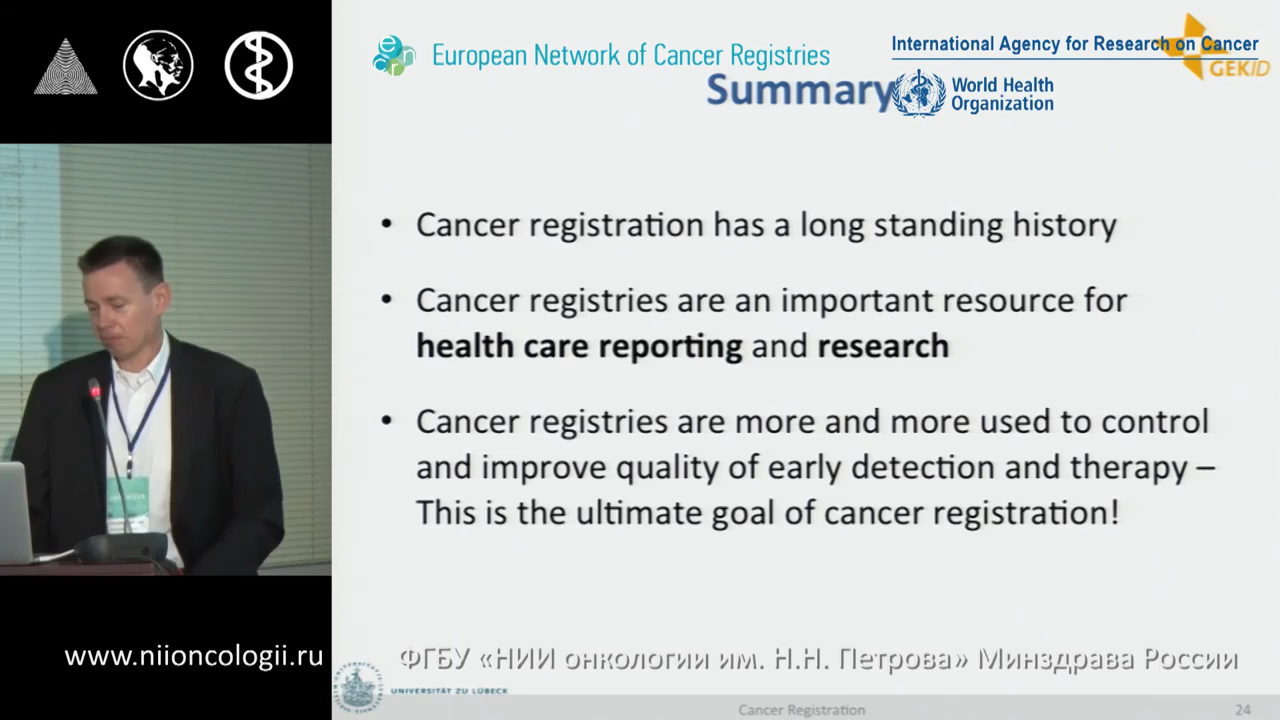 European Network of Cancer Registries
International Agency for Research on Cancer
GEKID
World Health
Organization
Summary
• Cancer registration has a long standing history
• Cancer registries are an important resource for
health care reporting and research
• Cancer registries are more and more used to control
and improve quality of early detection and therapy –
This is the ultimate goal of cancer registration!
www.niioncologii.ru
ФГБУ «НИИ онкологии им. Н.Н. Петрова» Минздрава России
UNIVERSITÄT ZU LÜBECK
Cancer Registration
24